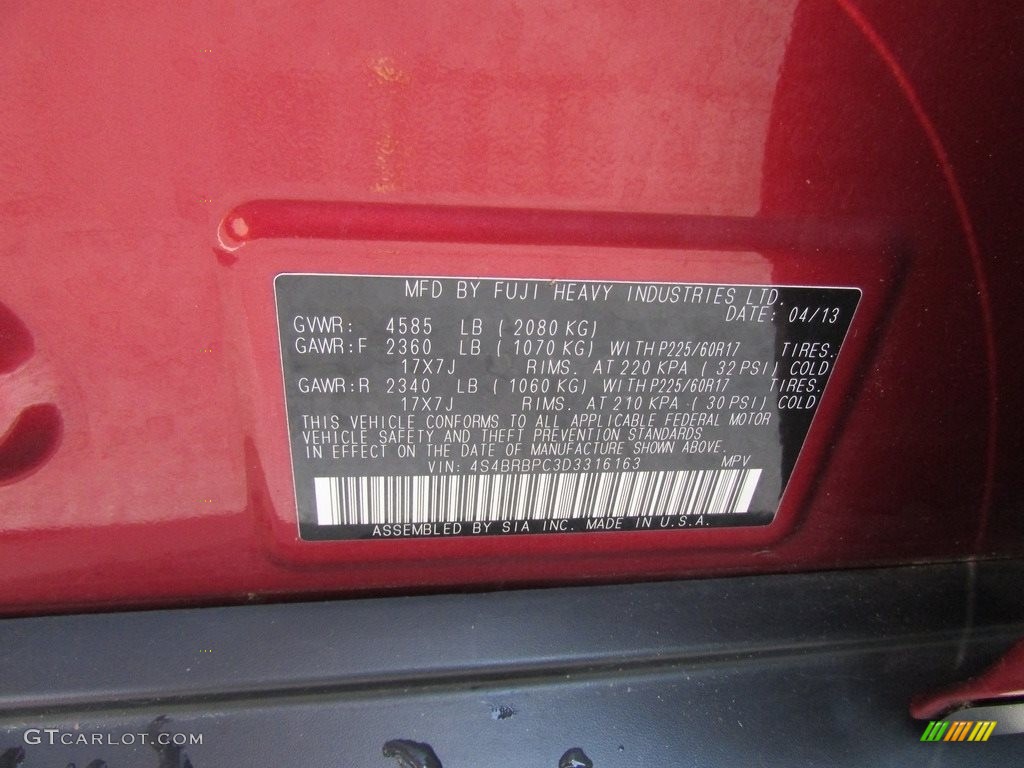 MFD BY FUJI HEAVY INDUSTRIES LTD.
DATE: 04/13
GVWR: 4585 LB (2080 KG)
GAWR:F 2360 LB (1070 KG) WITH P225/60R17 TIRES.
17X7J RIMS. AT 220 KPA (32 PSI) COLD
GAWR:R 2340 LB (1060 KG) WITH P225/60R17 TIRES.
17X7J RIMS. AT 210 KPA (30 PSI) COLD
THIS VEHICLE CONFORMS TO ALL APPLICABLE FEDERAL MOTOR
VEHICLE SAFETY AND THEFT PREVENTION STANDARDS
IN EFFECT ON THE DATE OF MANUFACTURE SHOWN ABOVE.
VIN: 4S4BRBPC3D3316163 MPV
ASSEMBLED BY SIA INC. MADE IN U.S.A.
GTCARLOT.COM